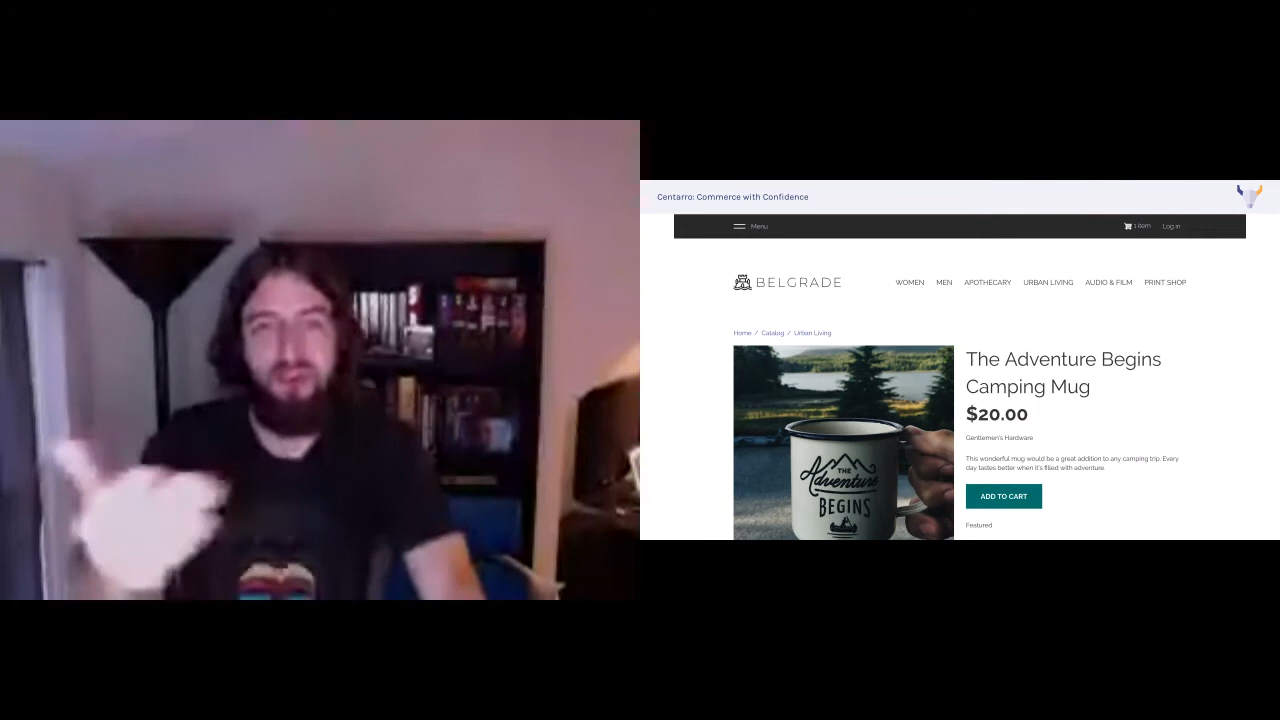 Centarro: Commerce with Confidence
Menu
1 item
Log in
BELGRADE
WOMEN MEN APOTHECARY URBAN LIVING AUDIO & FILM PRINT SHOP
Home / Catalog / Urban Living
The Adventure Begins
Camping Mug
$20.00
Gentlemen's Hardware
This wonderful mug would be a great addition to any camping trip. Every
day tastes better when it's filled with adventure.
ADD TO CART
Featured
THE
Adventure
BEGINS